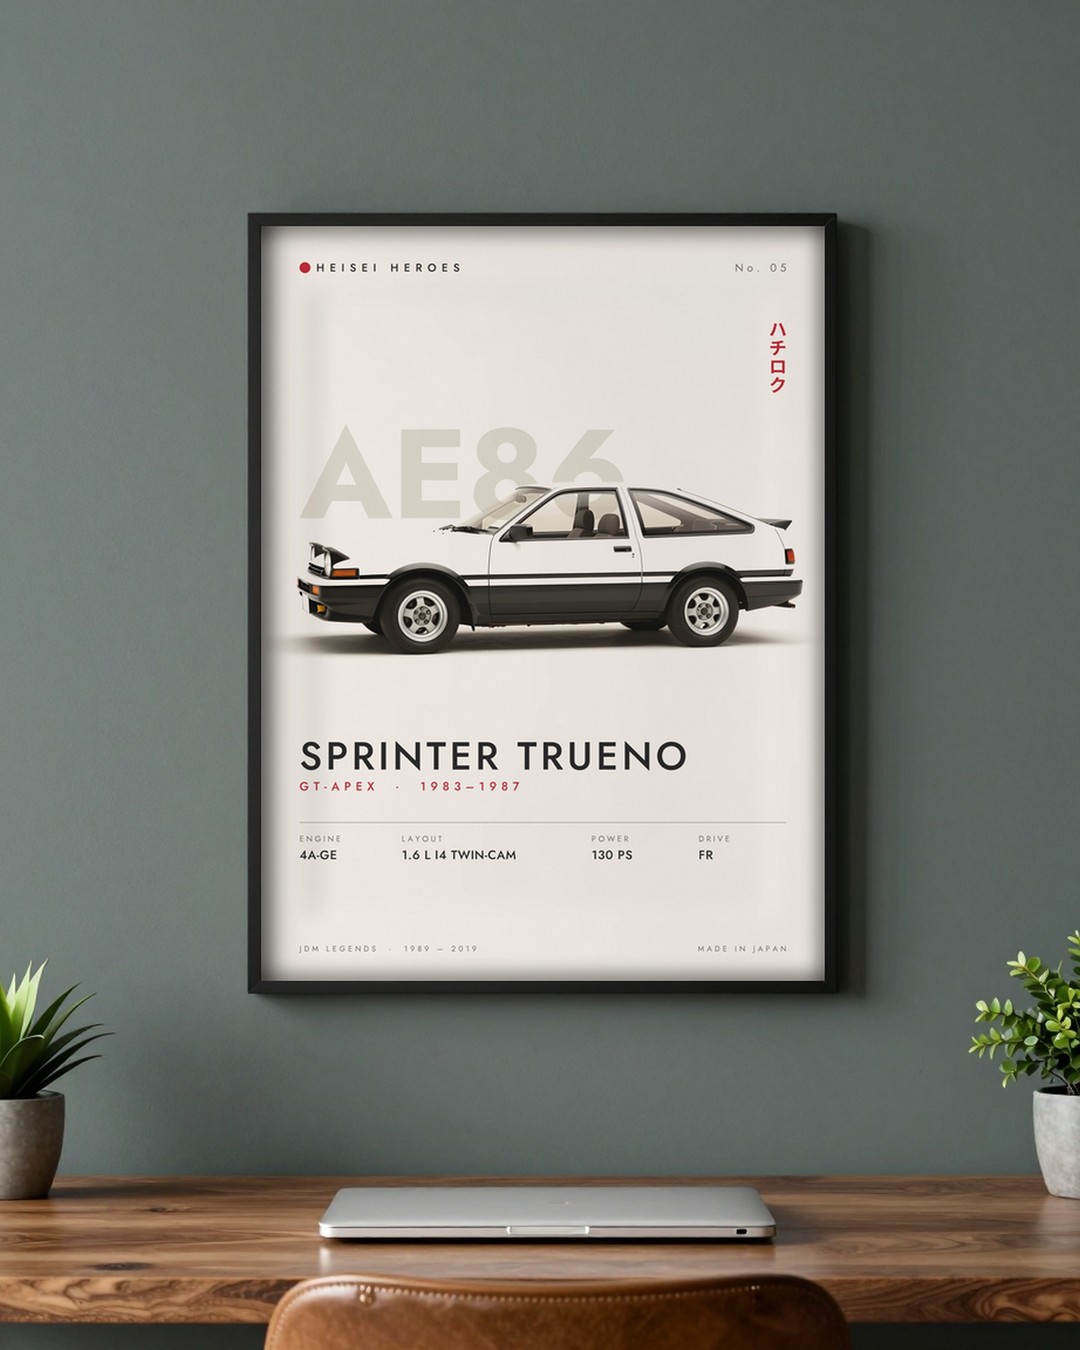 HEISEI HEROES
No. 05
ハチロク
AE86
SPRINTER TRUENO
GT-APEX · 1983–1987
ENGINE LAYOUT POWER DRIVE
4A-GE 1.6 L I4 TWIN-CAM 130 PS FR
JDM LEGENDS · 1989 — 2019
MADE IN JAPAN